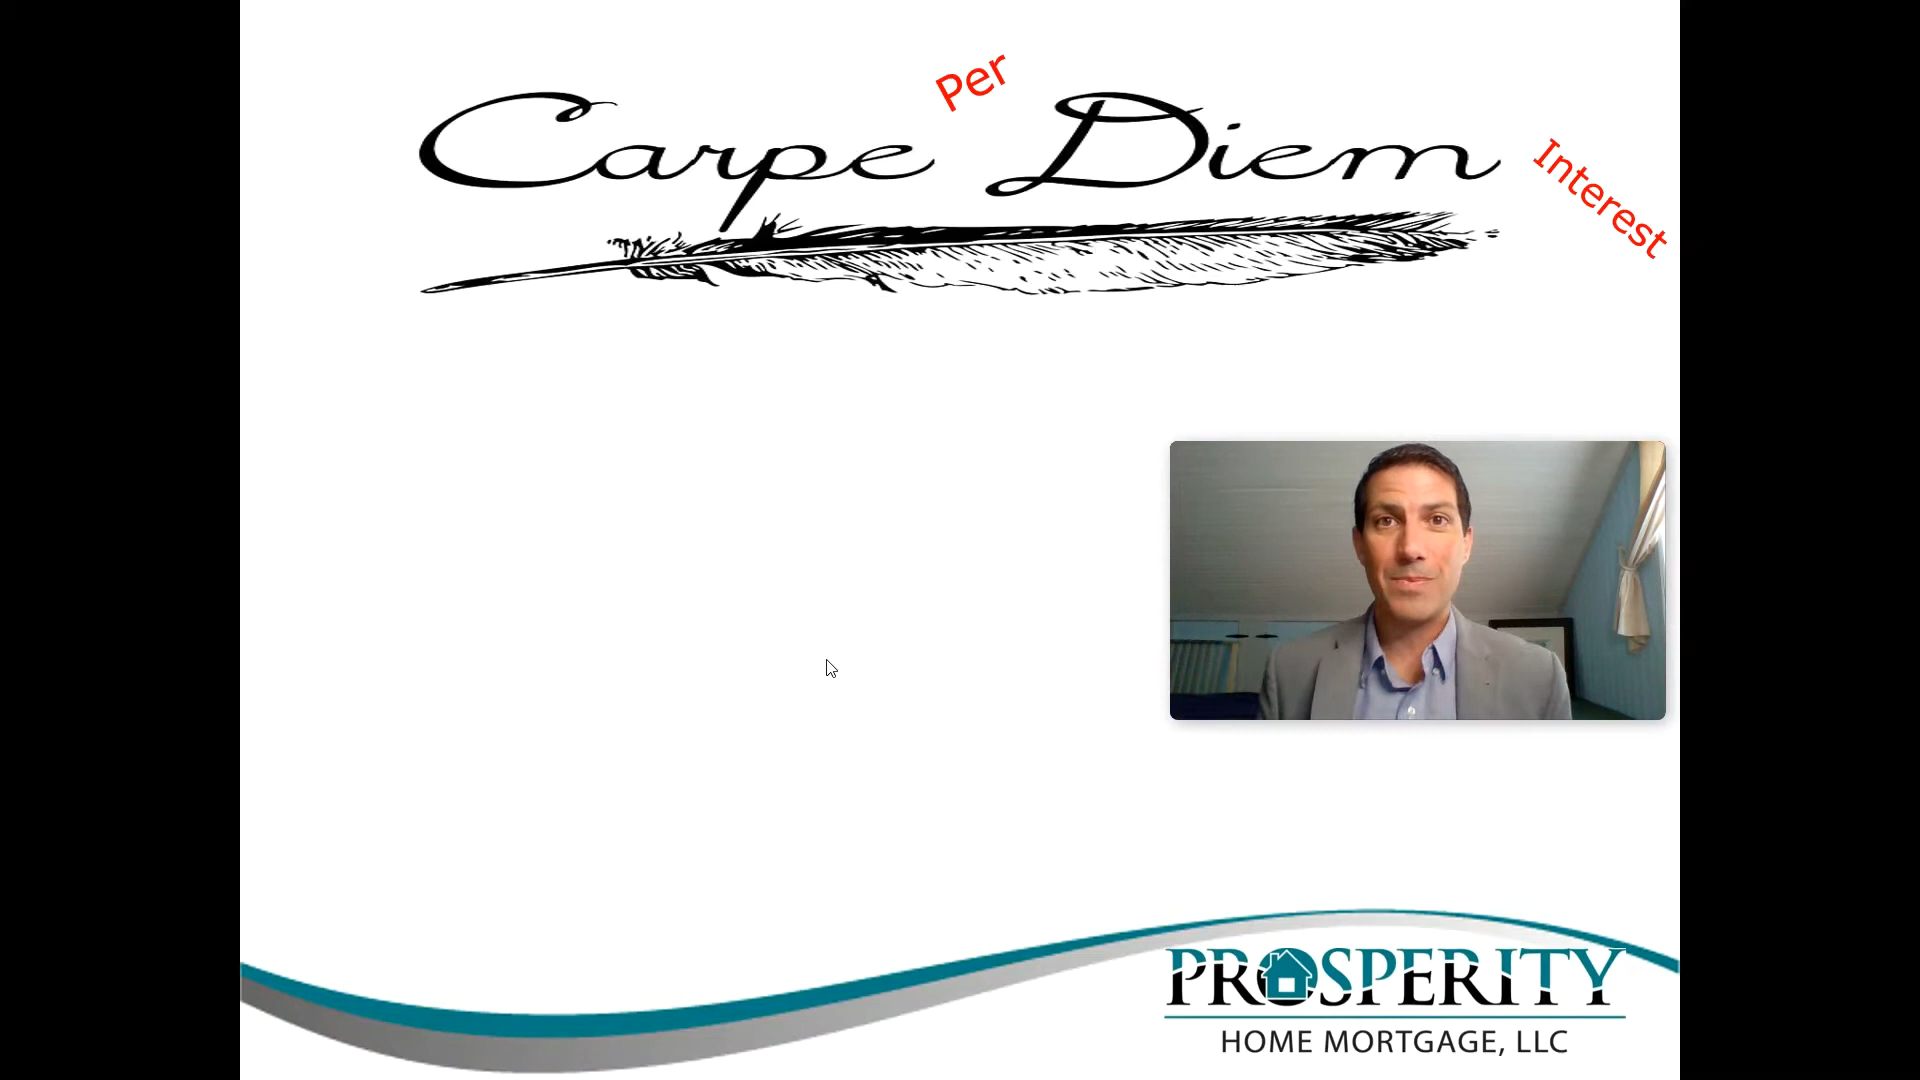 Per
Carpe Diem
Interest
PROSPERITY
HOME MORTGAGE, LLC